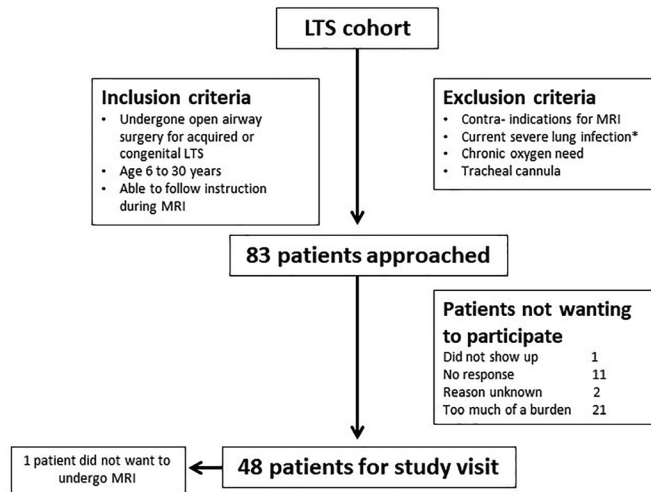 LTS cohort
Inclusion criteria
• Undergone open airway
surgery for acquired or
congenital LTS
• Age 6 to 30 years
• Able to follow instruction
during MRI
Exclusion criteria
• Contra- indications for MRI
• Current severe lung infection*
• Chronic oxygen need
• Tracheal cannula
83 patients approached
Patients not wanting
to participate
Did not show up 1
No response 11
Reason unknown 2
Too much of a burden 21
48 patients for study visit
1 patient did not want to
undergo MRI